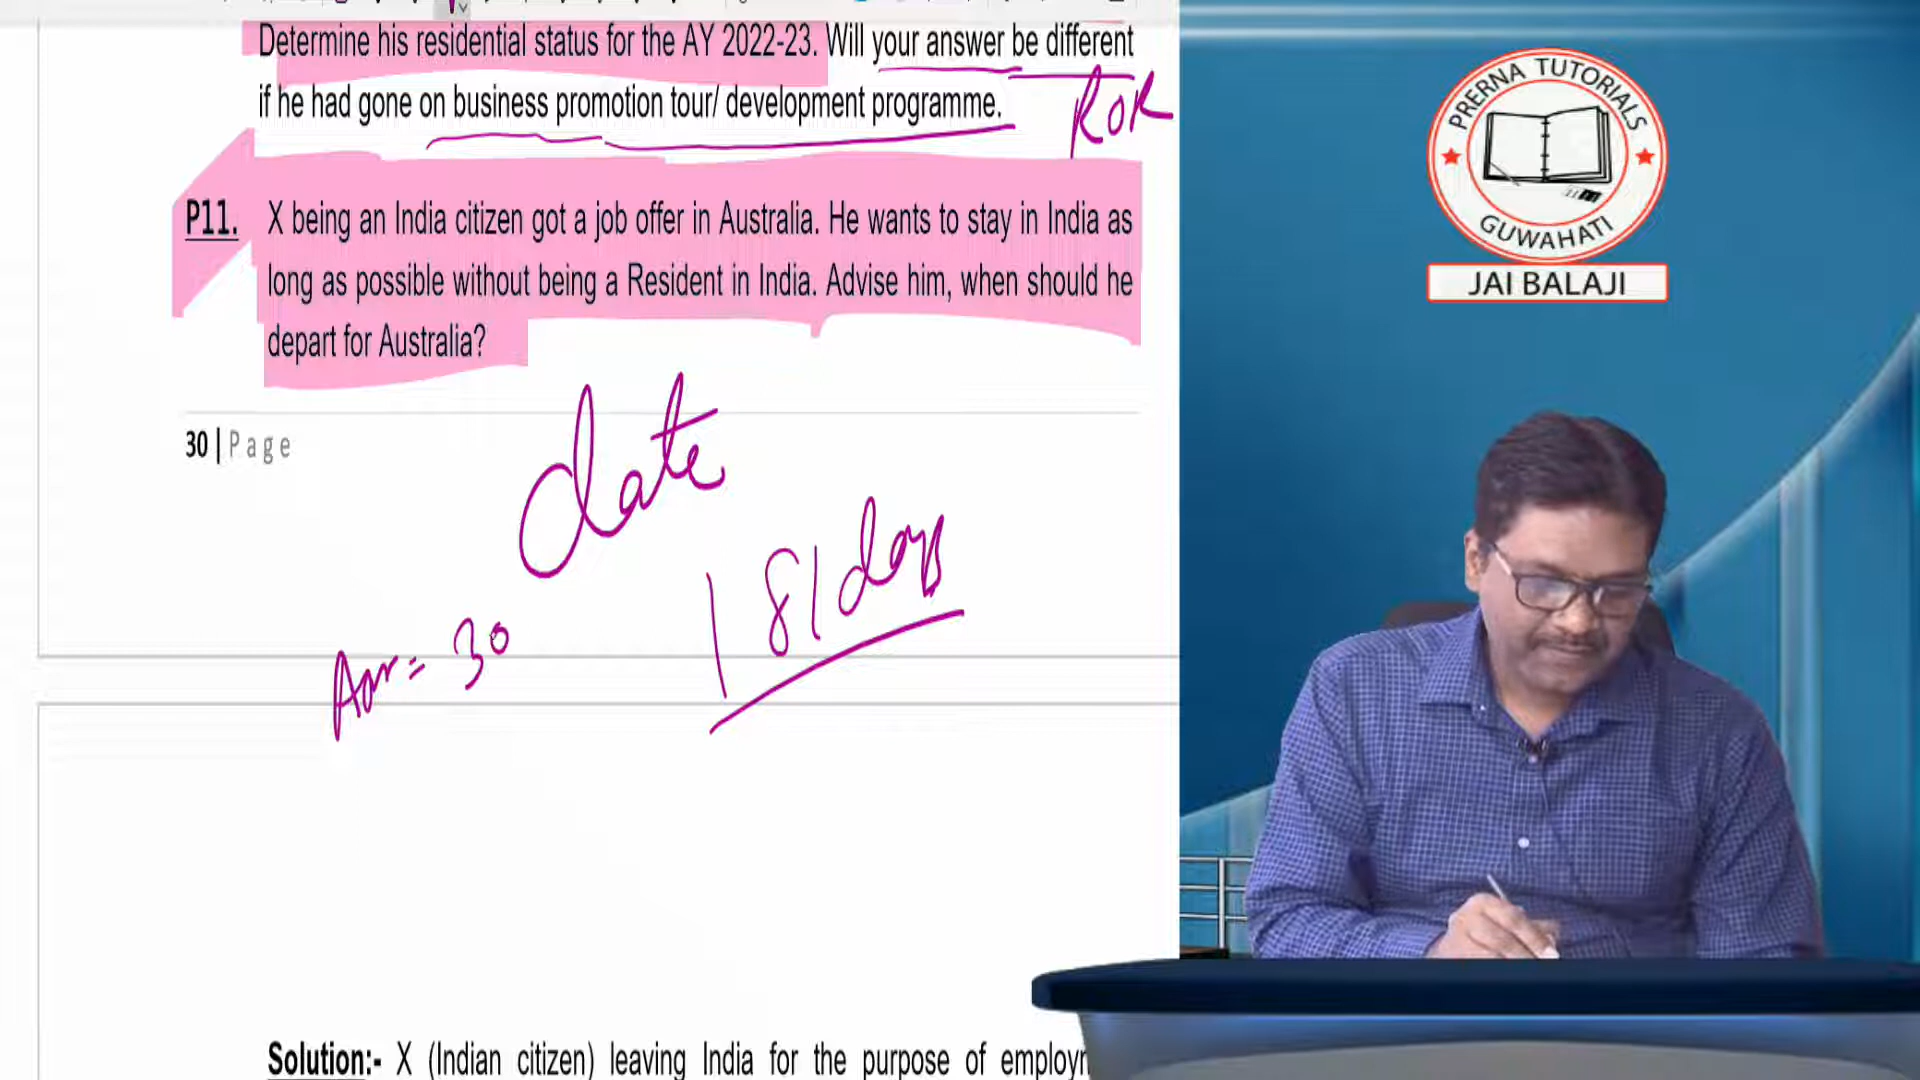 Determine his residential status for the AY 2022-23. Will your answer be different
if he had gone on business promotion tour/ development programme.
ROR
P11. X being an India citizen got a job offer in Australia. He wants to stay in India as
long as possible without being a Resident in India. Advise him, when should he
depart for Australia?
30 | Page
date
181 days
Apr = 30
Solution:- X (Indian citizen) leaving India for the purpose of
PRERNA TUTORIALS
GUWAHATI
JAI BALAJI